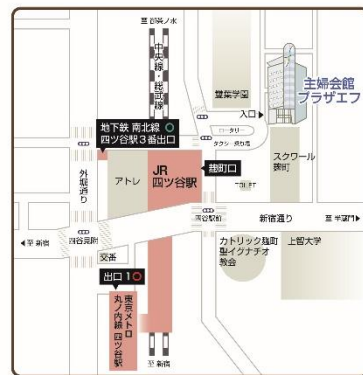 至 御茶ノ水
中央線・総武線
雙葉学園
主婦会館
プラザエフ
入口
ロータリー
タクシー乗り場
地下鉄 南北線
四ツ谷駅3番出口
JR
四ツ谷駅
麹町口
スクワール
麹町
アトレ
外堀通り
TOILET
新宿通り
至 半蔵門
四谷見附
四谷駅前
至 新宿
交番
カトリック麹町
聖イグナチオ
教会
上智大学
出口 1
東京メトロ
丸ノ内線 四ツ谷駅
至 新宿